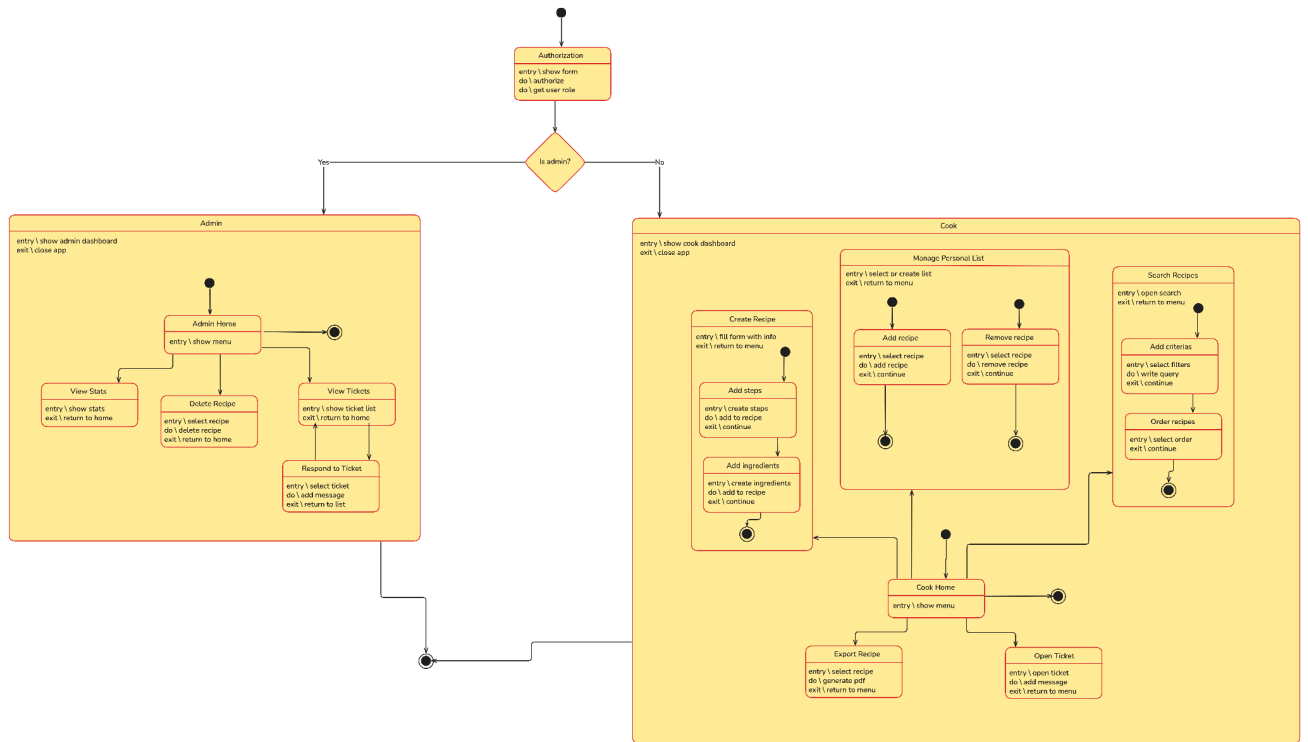 Authorization
entry \ show form
do \ authorize
do \ get user role
Is admin?
Yes
No
Admin
entry \ show admin dashboard
exit \ close app
Admin Home
entry \ show menu
View Stats
entry \ show stats
exit \ return to home
Delete Recipe
entry \ select recipe
do \ delete recipe
exit \ return to home
View Tickets
entry \ show ticket list
exit \ return to home
Respond to Ticket
entry \ select ticket
do \ add message
exit \ return to list
Cook
entry \ show cook dashboard
exit \ close app
Create Recipe
entry \ fill form with info
exit \ return to menu
Add steps
entry \ create steps
do \ add to recipe
exit \ continue
Add ingredients
entry \ create ingredients
do \ add to recipe
exit \ continue
Manage Personal List
entry \ select or create list
exit \ return to menu
Add recipe
entry \ select recipe
do \ add recipe
exit \ continue
Remove recipe
entry \ select recipe
do \ remove recipe
exit \ continue
Search Recipes
entry \ open search
exit \ return to menu
Add criterias
entry \ select filters
do \ write query
exit \ continue
Order recipes
entry \ select order
exit \ continue
Cook Home
entry \ show menu
Export Recipe
entry \ select recipe
do \ generate pdf
exit \ return to menu
Open Ticket
entry \ open ticket
do \ add message
exit \ return to menu